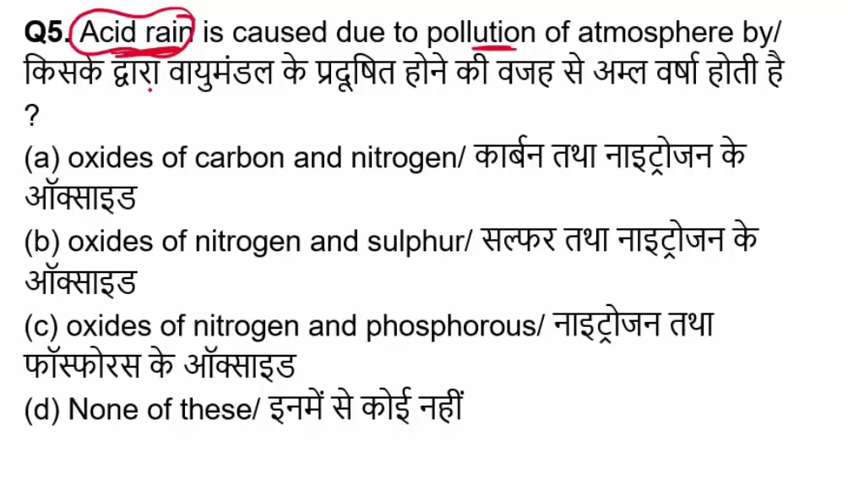 Q5. Acid rain is caused due to pollution of atmosphere by/
किसके द्वारा वायुमंडल के प्रदूषित होने की वजह से अम्ल वर्षा होती है
?
(a) oxides of carbon and nitrogen/ कार्बन तथा नाइट्रोजन के
ऑक्साइड
(b) oxides of nitrogen and sulphur/ सल्फर तथा नाइट्रोजन के
ऑक्साइड
(c) oxides of nitrogen and phosphorous/ नाइट्रोजन तथा
फॉस्फोरस के ऑक्साइड
(d) None of these/ इनमें से कोई नहीं